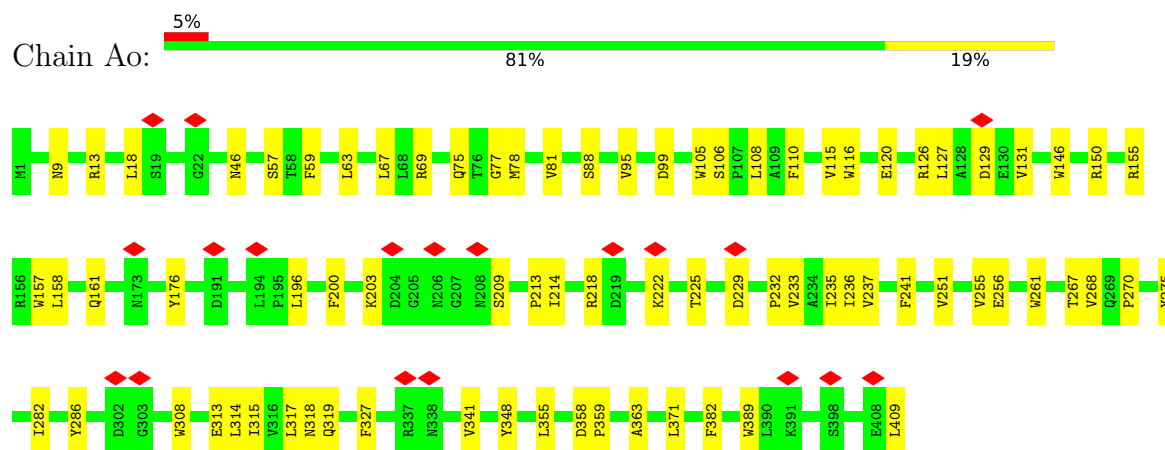 5%
Chain Ao:
81% 19%
M1 N9 R13 L18 S19 G22 N46 S57 T58 F59 L63 L67 L68 R69 Q75 T76 G77 M78 V81 S88 V95 D99 W105 S106 P107 L108 A109 F110 V115 W116 E120 R126 L127 A128 D129 E130 V131 W146 R150 R155
R156 W157 L158 Q161 N173 Y176 D191 L194 P195 L196 F200 K203 D204 G205 N206 G207 N208 S209 P213 I214 R218 D219 K222 T225 D229 P232 V233 A234 I235 I236 V237 F241 V251 V255 E256 W261 T267 V268 Q269 P270
I282 Y286 D302 G303 W308 E313 L314 I315 V316 L317 N318 Q319 F327 R337 N338 V341 Y348 L355 D358 P359 A363 L371 F382 W389 L390 K391 S398 E408 L409